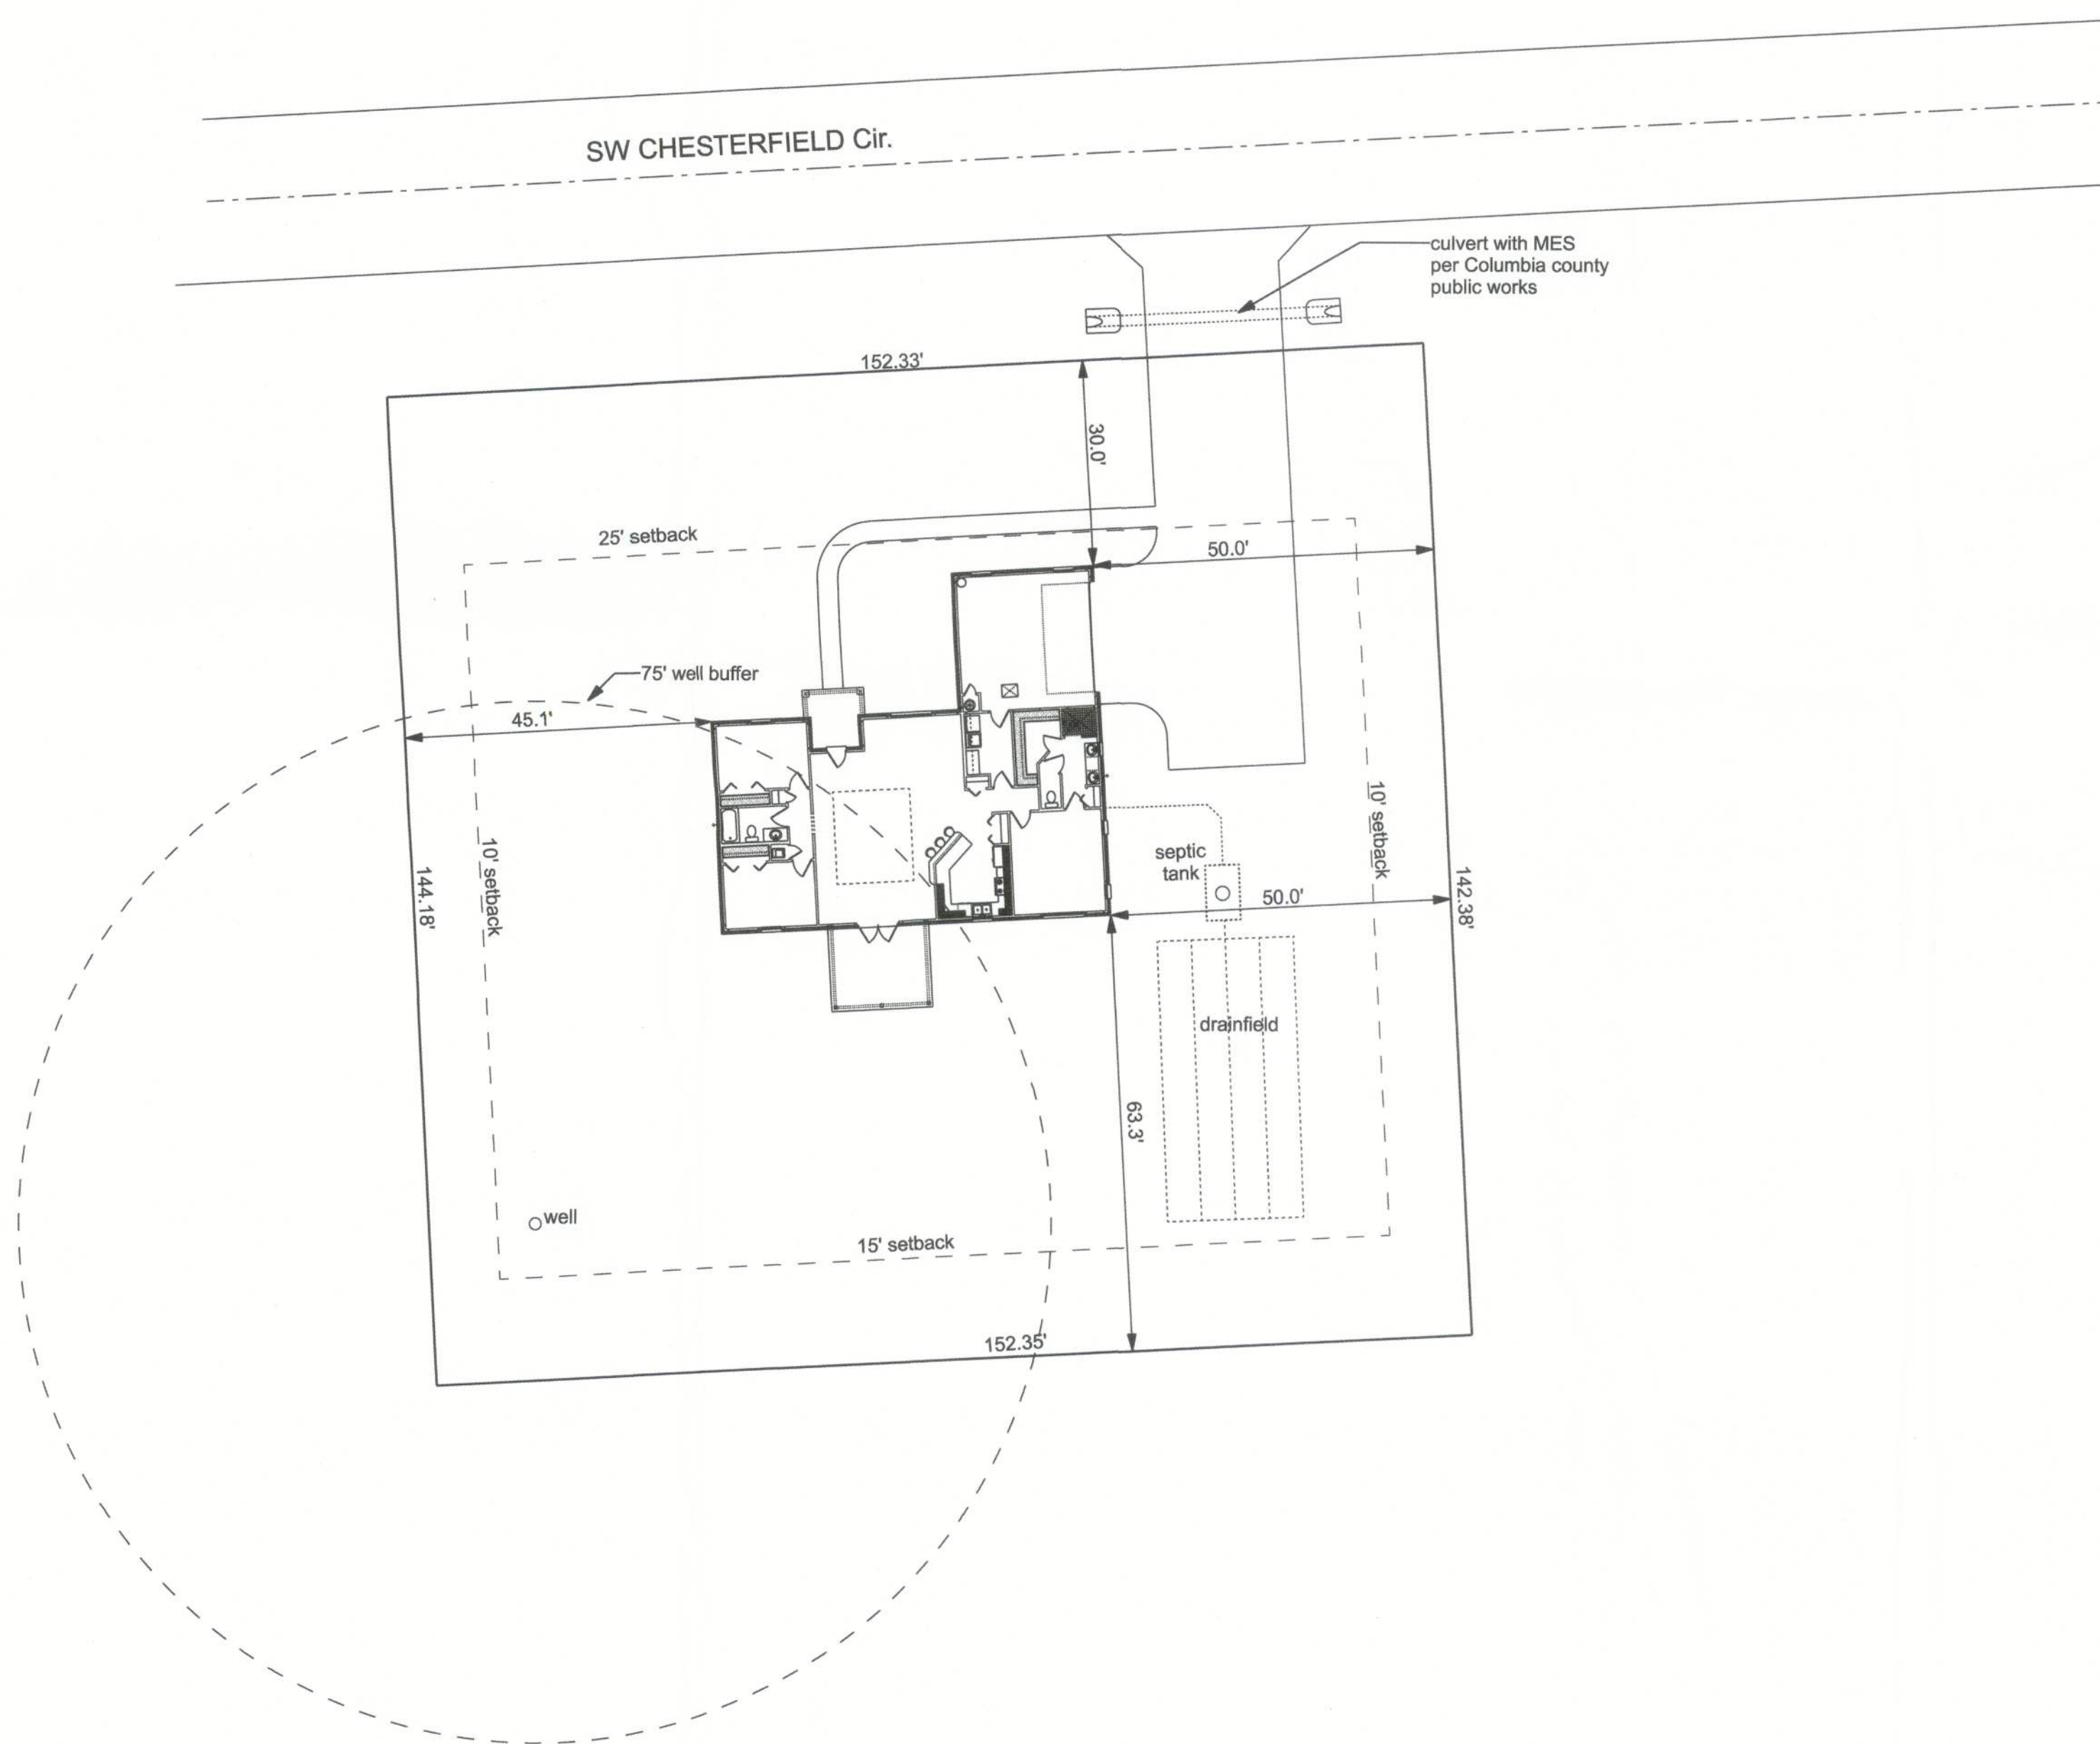 SW CHESTERFIELD Cir.
culvert with MES
per Columbia county
public works
152.33'
30.0'
25' setback
50.0'
75' well buffer
45.1'
10' setback
10' setback
septic
tank
50.0'
144.18'
142.38'
drainfield
63.3'
well
15' setback
152.35'